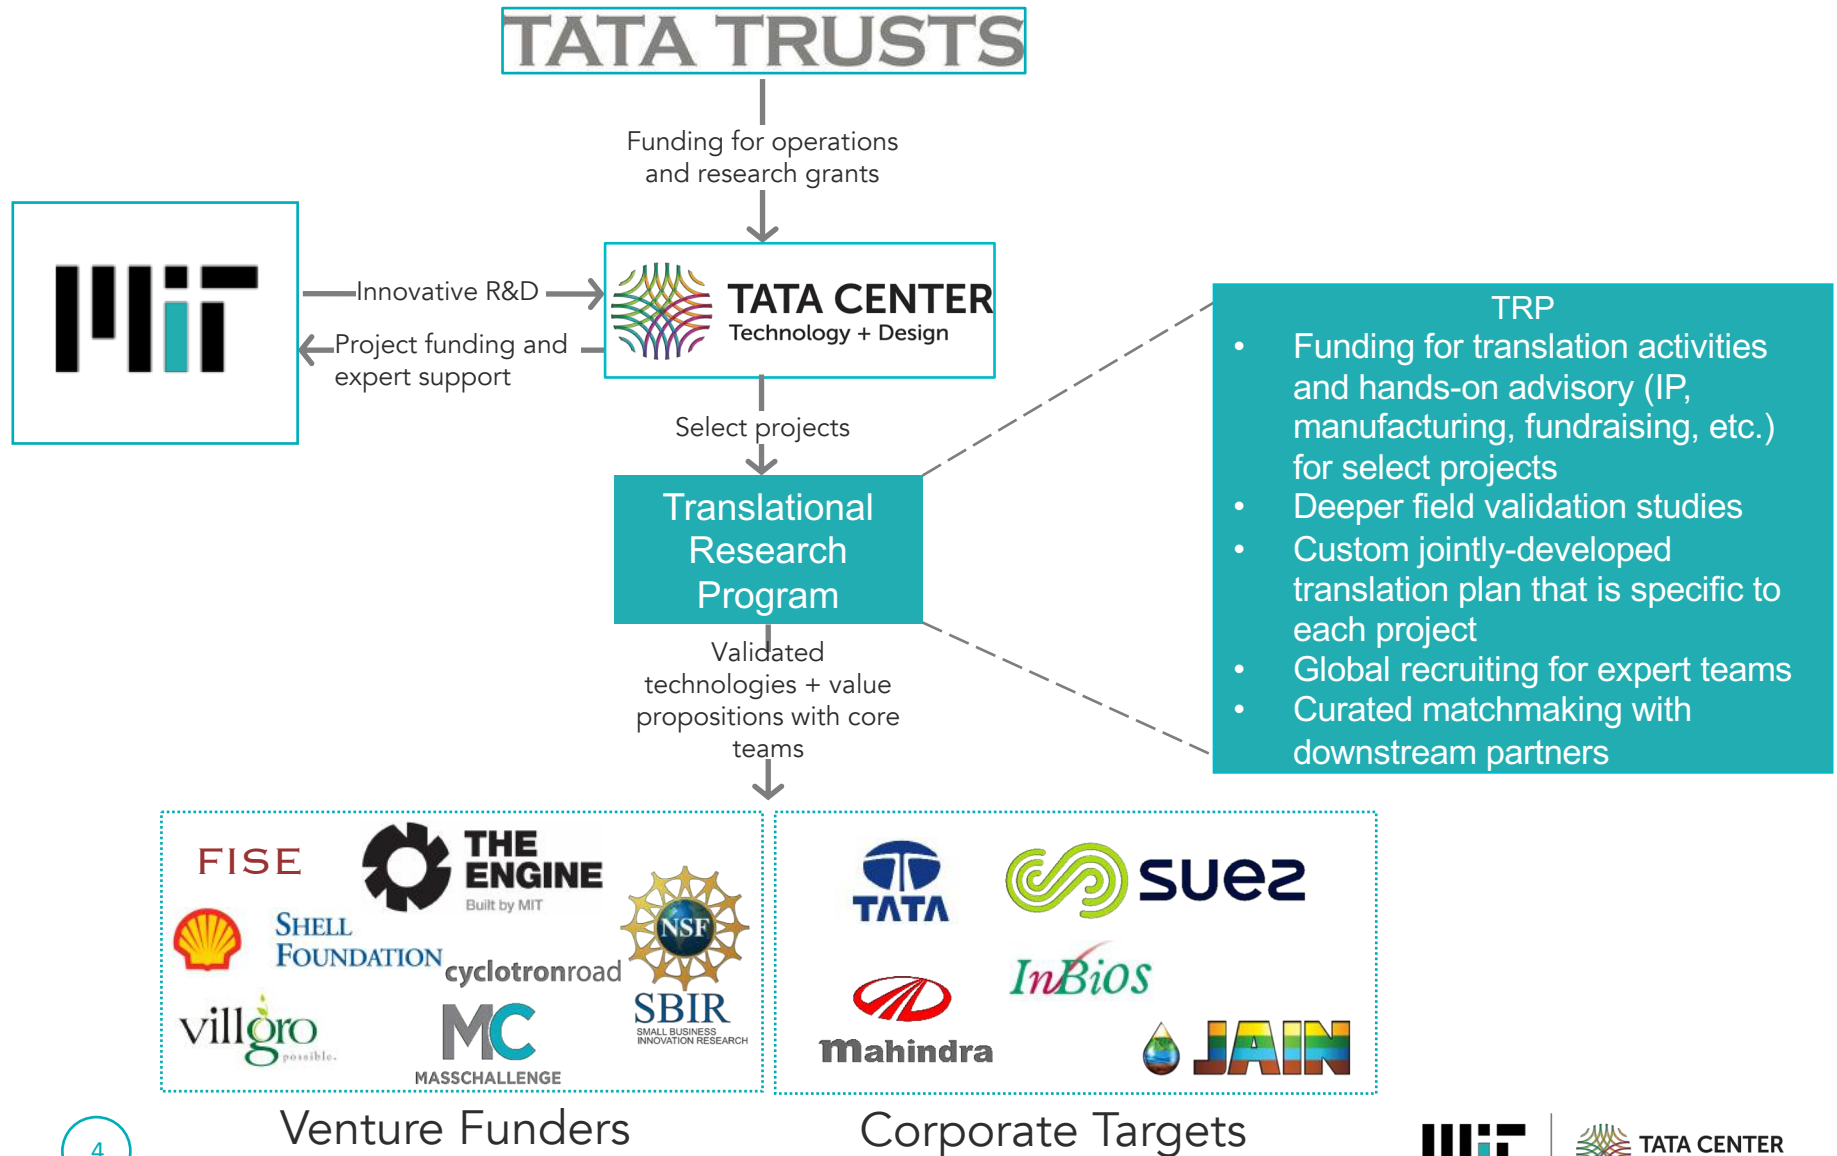 TATA TRUSTS
Funding for operations
and research grants
MiT
Innovative R&D
Project funding and
expert support
TATA CENTER
Technology + Design
Select projects
Translational
Research
Program
TRP
• Funding for translation activities
and hands-on advisory (IP,
manufacturing, fundraising, etc.)
for select projects
• Deeper field validation studies
• Custom jointly-developed
translation plan that is specific to
each project
• Global recruiting for expert teams
• Curated matchmaking with
downstream partners
Validated
technologies + value
propositions with core
teams
FISE
THE
ENGINE
Built by MIT
SHELL
FOUNDATION
NSF
cyclotronroad
SBIR
SMALL BUSINESS
INNOVATION RESEARCH
villgro
possible.
MC
MASSCHALLENGE
TATA
suez
InBiOS
Mahindra
JAIN
Venture Funders
Corporate Targets
4
MiT
TATA CENTER